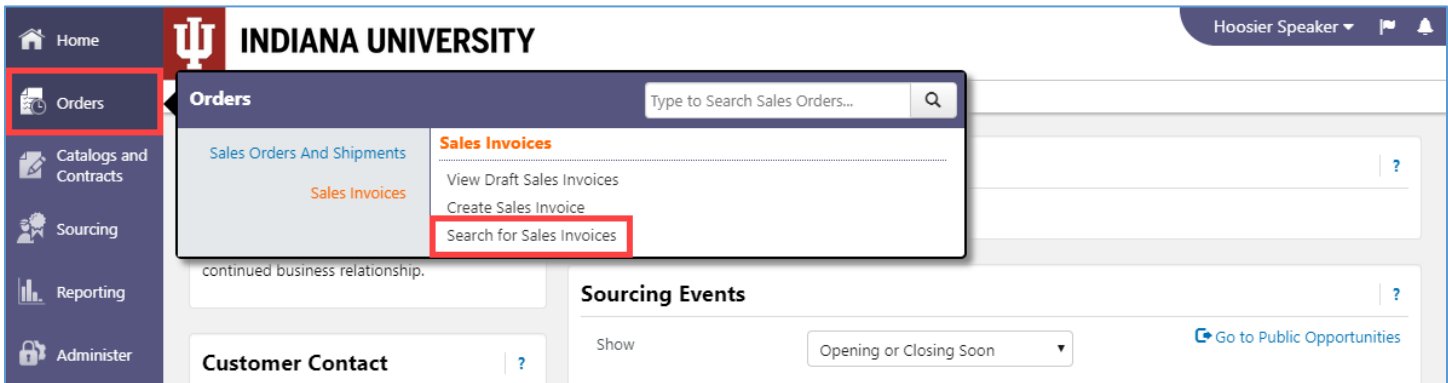 Home
INDIANA UNIVERSITY
Hoosier Speaker
Orders
Orders
Type to Search Sales Orders...
Sales Orders And Shipments
Sales Invoices
Sales Invoices
View Draft Sales Invoices
Create Sales Invoice
Search for Sales Invoices
?
Catalogs and
Contracts
Sourcing
continued business relationship.
Reporting
Sourcing Events
?
Show
Opening or Closing Soon
Go to Public Opportunities
Administer
Customer Contact
?